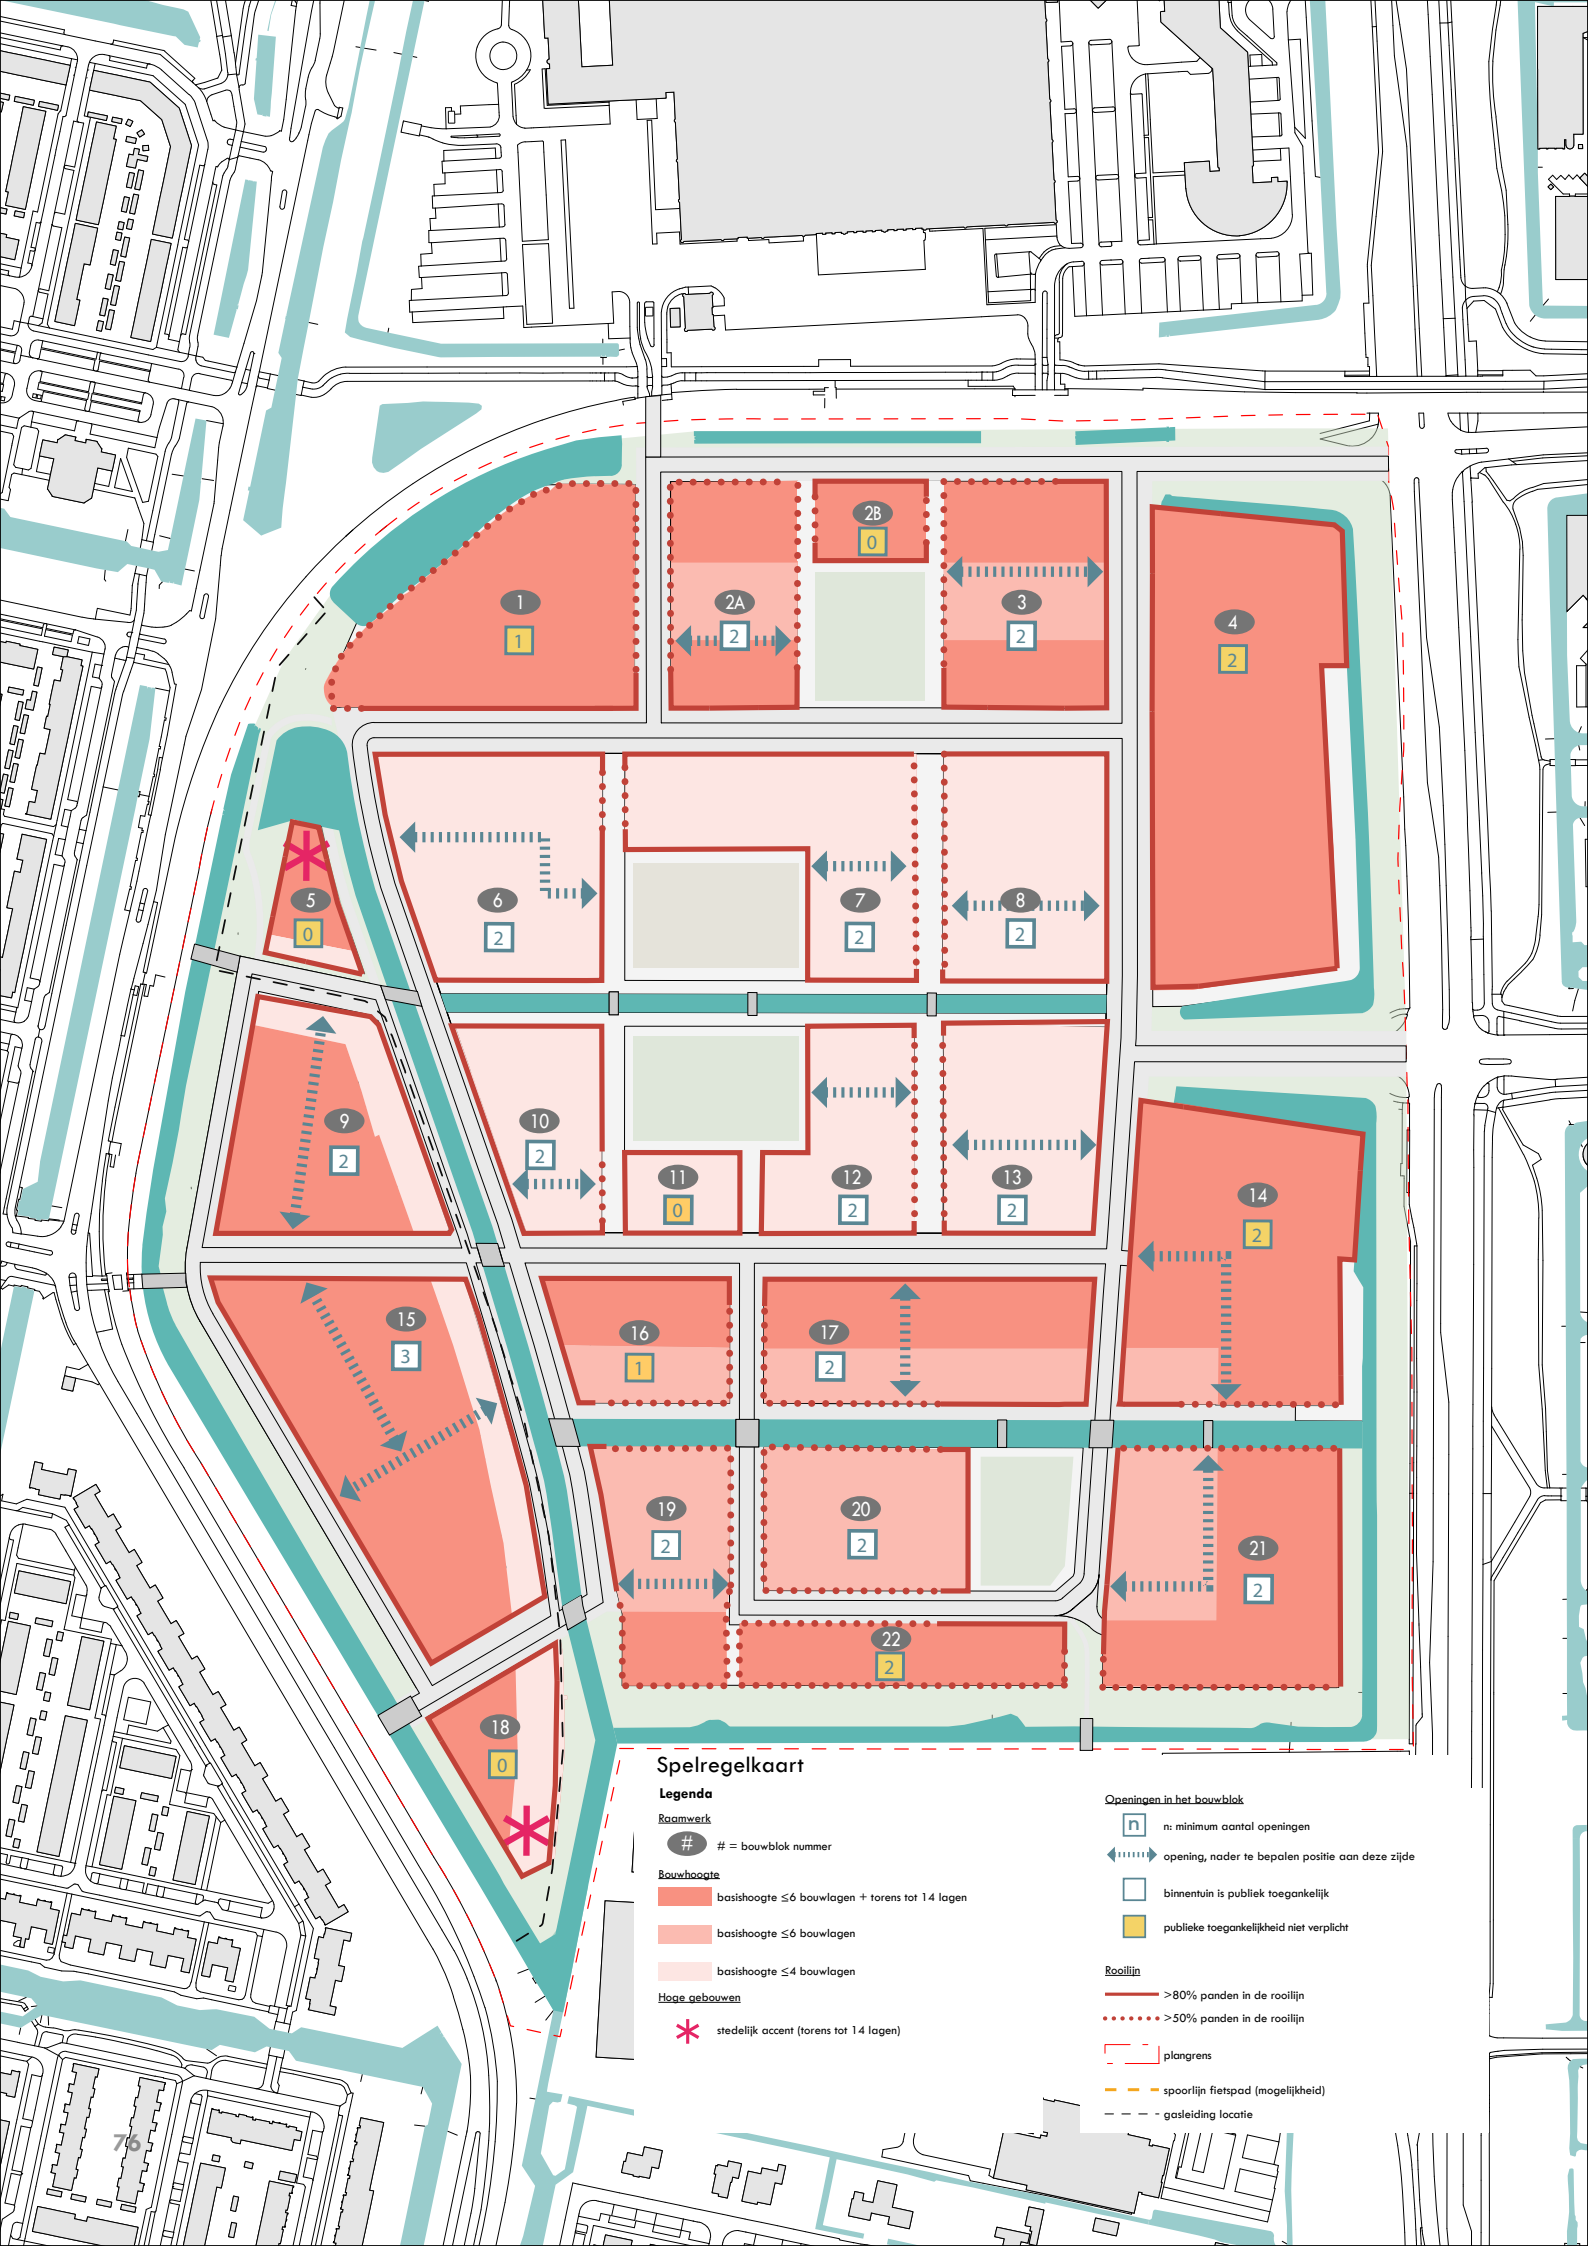 2B
0
1
1
2A
2
3
2
4
2
5
0
6
2
7
2
8
2
9
2
10
2
11
0
12
2
13
2
14
2
15
3
16
1
17
2
18
0
19
2
20
2
21
2
22
2
Spelregelkaart
Legenda
Raamwerk
# # = bouwblok nummer
Bouwhoogte
basishoogte ≤6 bouwlagen + torens tot 14 lagen
basishoogte ≤6 bouwlagen
basishoogte ≤4 bouwlagen
Hoge gebouwen
stedelijk accent (torens tot 14 lagen)
Openingen in het bouwblok
n n: minimum aantal openingen
opening, nader te bepalen positie aan deze zijde
binnentuin is publiek toegankelijk
publieke toegankelijkheid niet verplicht
Rooilijn
>80% panden in de rooilijn
>50% panden in de rooilijn
plangrens
spoorlijn fietspad (mogelijkheid)
gasleiding locatie
76